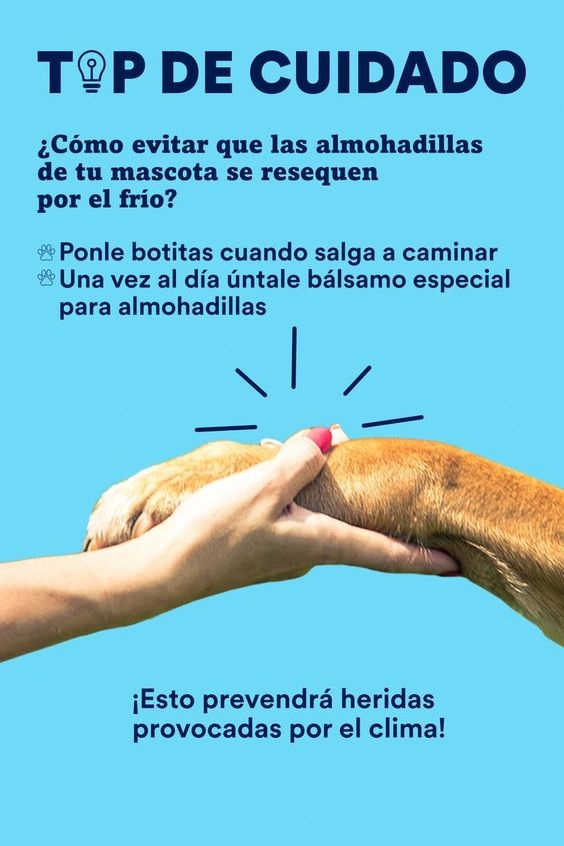 TIP DE CUIDADO
¿Cómo evitar que las almohadillas
de tu mascota se resequen
por el frío?
Ponle botitas cuando salga a caminar
Una vez al día úntale bálsamo especial
para almohadillas
¡Esto prevendrá heridas
provocadas por el clima!